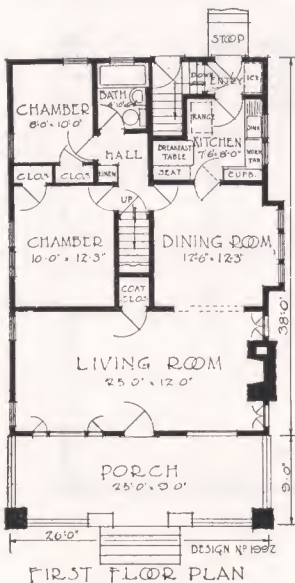 STOOP
DOWN
ENTRY
ICE
BATH
CHAMBER
8'-0" x 10'-0"
RANGE
SINK
KITCHEN
7'-6" x 8'-0"
WORK
TAB
HALL
BREAKFAST
TABLE
SEAT
CUPB.
CLOS
CLOS
LINEN
UP
CHAMBER
10'-0" x 12'-3"
DINING ROOM
12'-6" x 12'-3"
COAT
CLOS
38'-0"
LIVING ROOM
25'-0" x 12'-0"
PORCH
25'-0" x 9'-0"
9'-0"
26'-0"
DESIGN No 1992
FIRST FLOOR PLAN